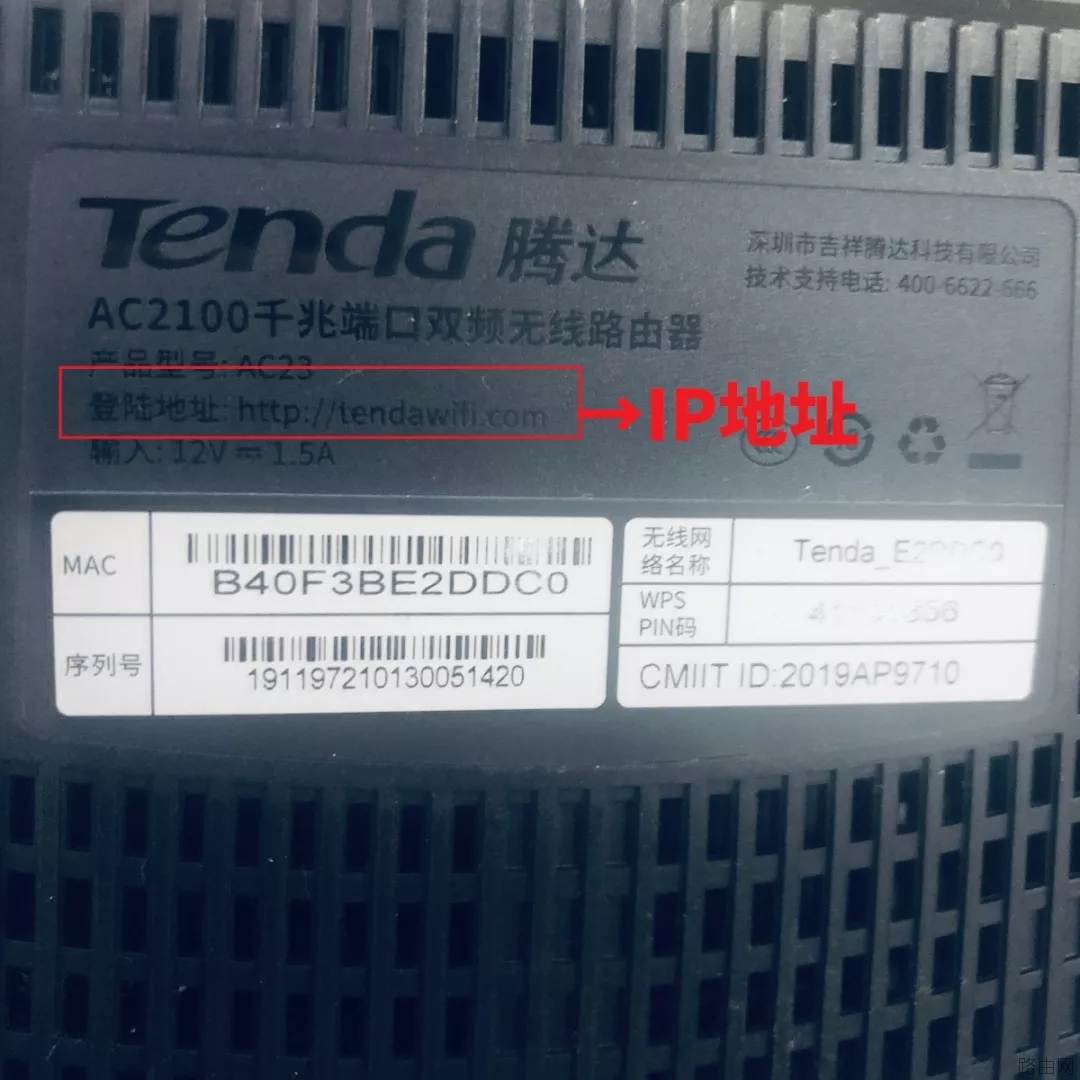 Tenda 腾达
深圳市吉祥腾达科技有限公司
技术支持电话: 400-6622-666
AC2100千兆端口双频无线路由器
产品型号: AC23
登陆地址: http://tendawifi.com
→IP地址
输入: 12V ⎓ 1.5A
MAC
B40F3BE2DDC0
序列号
191197210130051420
无线网
络名称
Tenda_E2DDC0
WPS
PIN码
CMIIT ID:2019AP9710
路由网